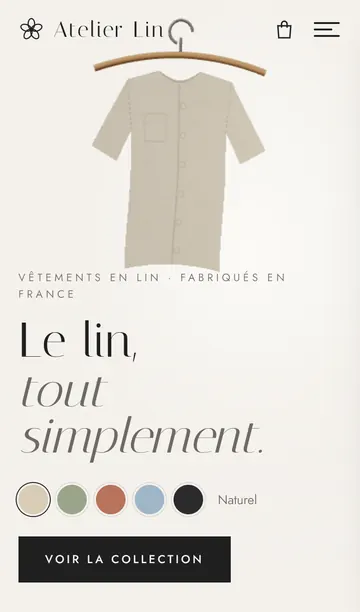 Atelier Lin
VÊTEMENTS EN LIN · FABRIQUÉS EN
FRANCE
Le lin,
tout
simplement.
Naturel
VOIR LA COLLECTION